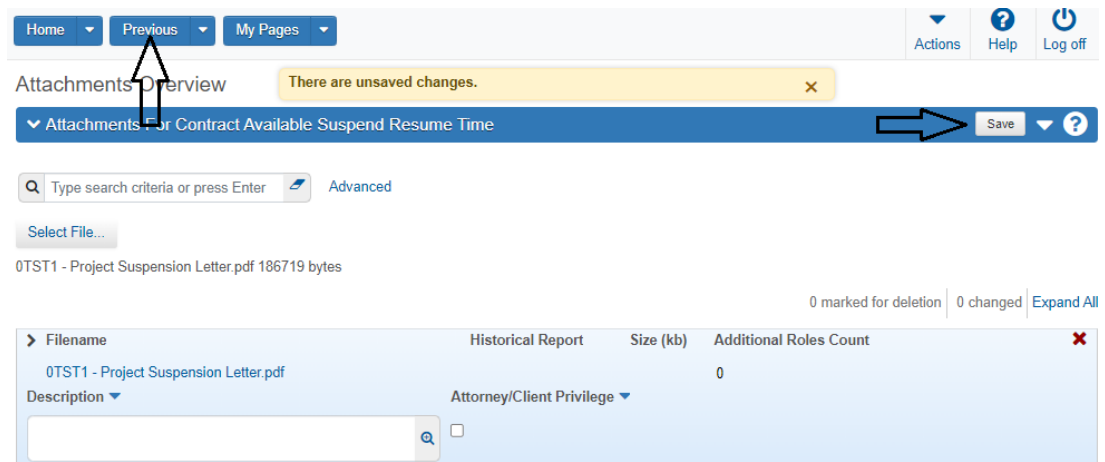 Home Previous My Pages Actions Help Log off
Attachments Overview There are unsaved changes.
Attachments For Contract Available Suspend Resume Time Save
Type search criteria or press Enter Advanced
Select File...
0TST1 - Project Suspension Letter.pdf 186719 bytes
0 marked for deletion 0 changed Expand All
Filename Historical Report Size (kb) Additional Roles Count
0TST1 - Project Suspension Letter.pdf 0
Description Attorney/Client Privilege